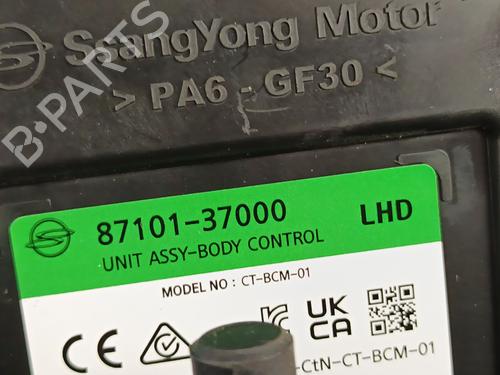 SsangYong Motor
> PA6 - GF30 <
B-PARTS
87101-37000 LHD
UNIT ASSY-BODY CONTROL
MODEL NO : CT-BCM-01
CE UK CA
-CtN-CT-BCM-01